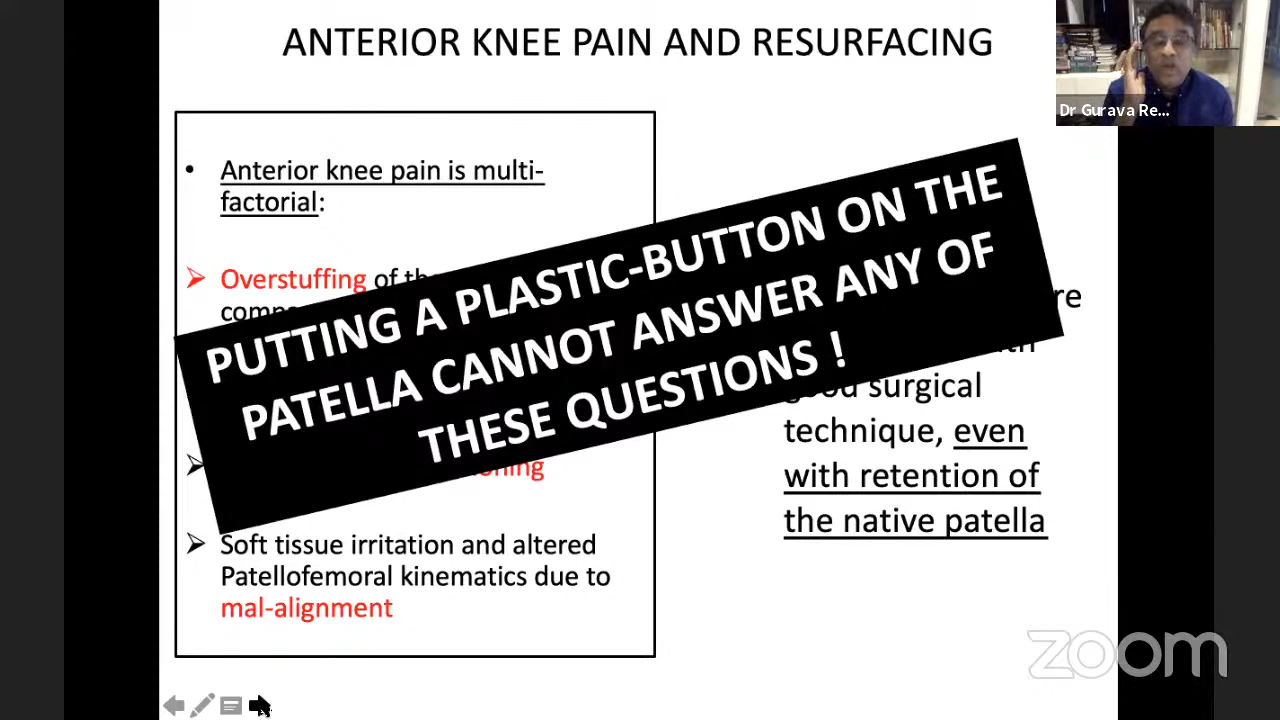 ANTERIOR KNEE PAIN AND RESURFACING
Dr Gurava Re...
• Anterior knee pain is multi-
factorial:
➢ Overstuffing of
PUTTING A PLASTIC-BUTTON ON THE
PATELLA CANNOT ANSWER ANY OF
THESE QUESTIONS !
➢ Soft tissue irritation and altered
Patellofemoral kinematics due to
mal-alignment
good surgical
technique, even
with retention of
the native patella
zoom